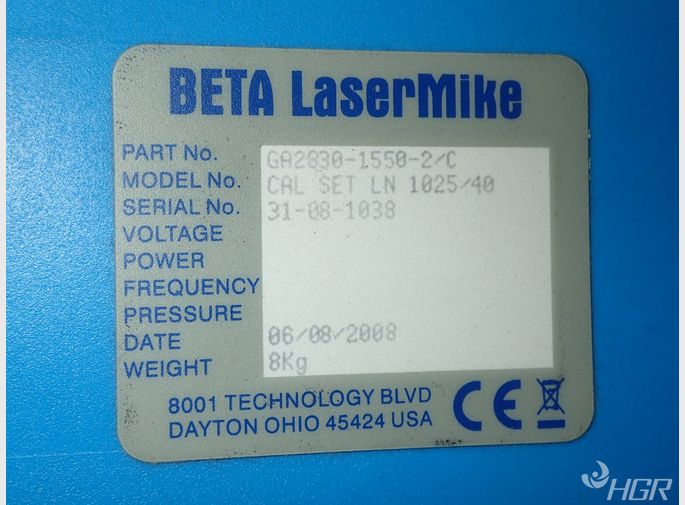 BETA LaserMike
PART No. GA2830-1550-2/C
MODEL No. CAL SET LN 1025/40
SERIAL No. 31-08-1038
VOLTAGE
POWER
FREQUENCY
PRESSURE
DATE 06/08/2008
WEIGHT 8Kg
8001 TECHNOLOGY BLVD
DAYTON OHIO 45424 USA
CE
HGR